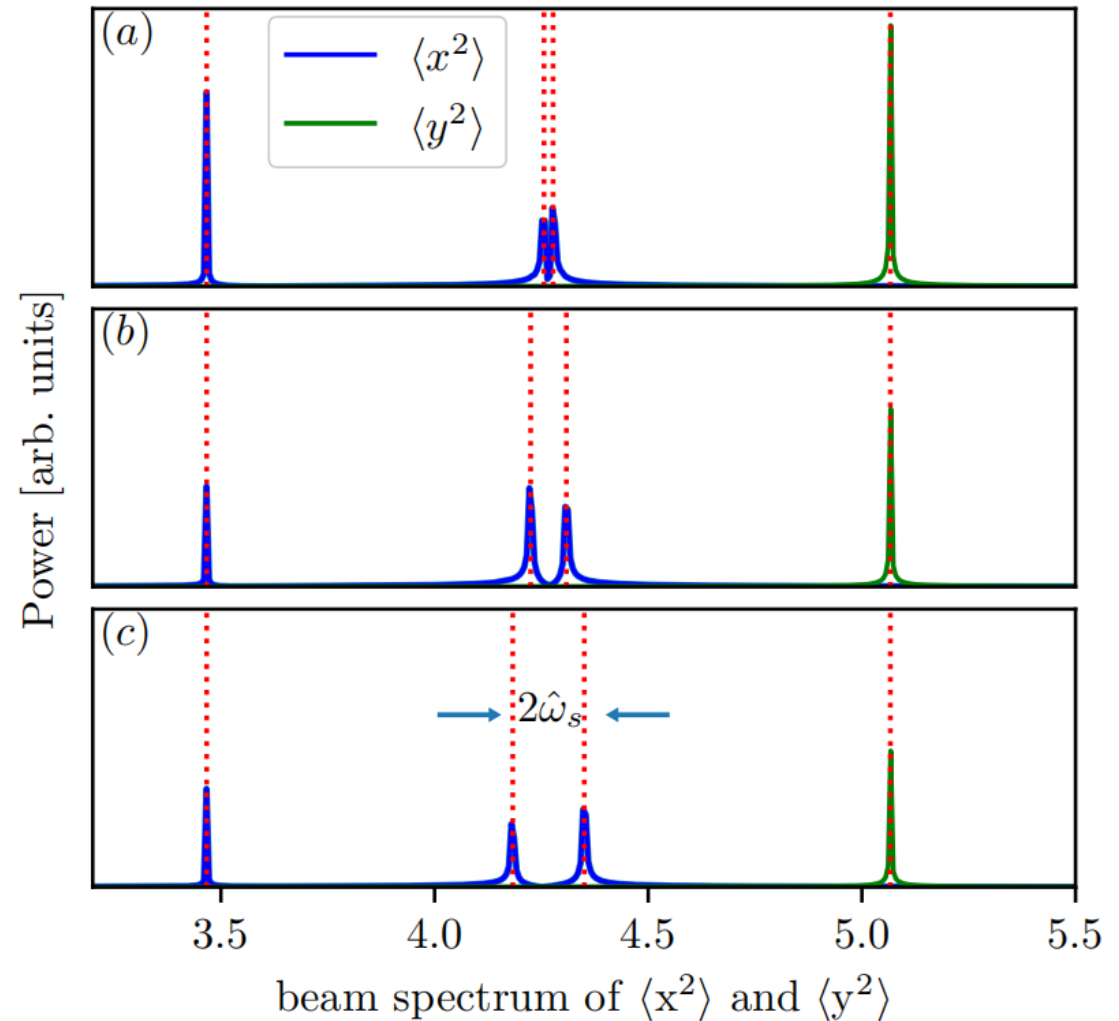 (a)
⟨x²⟩
⟨y²⟩
(b)
(c)
2ω̂ₛ
Power [arb. units]
3.5 4.0 4.5 5.0 5.5
beam spectrum of ⟨x²⟩ and ⟨y²⟩